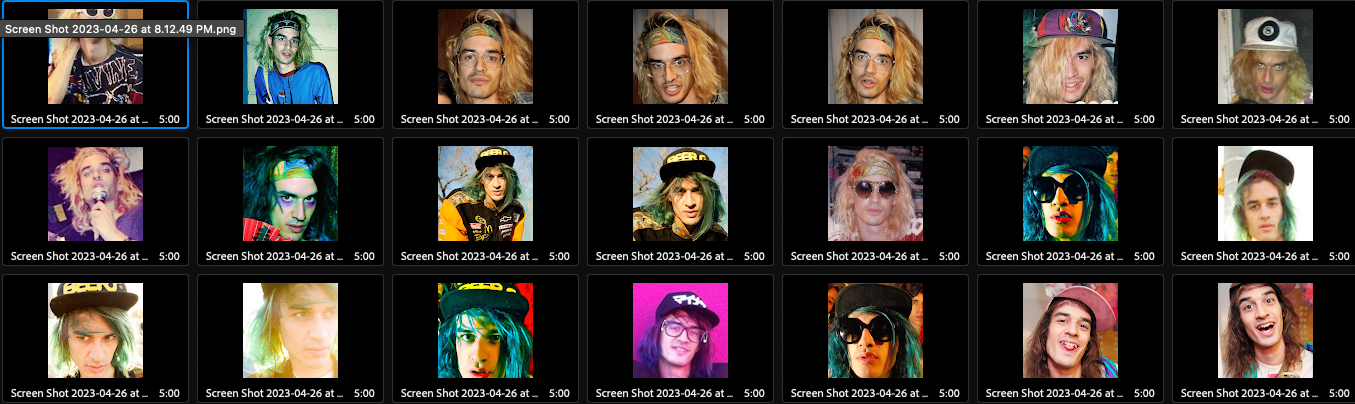 Screen Shot 2023-04-26 at 8.12.49 PM.png
Screen Shot 2023-04-26 at ... 5:00
Screen Shot 2023-04-26 at ... 5:00
Screen Shot 2023-04-26 at ... 5:00
Screen Shot 2023-04-26 at ... 5:00
Screen Shot 2023-04-26 at ... 5:00
Screen Shot 2023-04-26 at ... 5:00
Screen Shot 2023-04-26 at ... 5:00
BEER
BEER
Screen Shot 2023-04-26 at ... 5:00
Screen Shot 2023-04-26 at ... 5:00
Screen Shot 2023-04-26 at ... 5:00
Screen Shot 2023-04-26 at ... 5:00
Screen Shot 2023-04-26 at ... 5:00
Screen Shot 2023-04-26 at ... 5:00
Screen Shot 2023-04-26 at ... 5:00
BEER
BEER
Screen Shot 2023-04-26 at ... 5:00
Screen Shot 2023-04-26 at ... 5:00
Screen Shot 2023-04-26 at ... 5:00
Screen Shot 2023-04-26 at ... 5:00
Screen Shot 2023-04-26 at ... 5:00
Screen Shot 2023-04-26 at ... 5:00
Screen Shot 2023-04-26 at ... 5:00